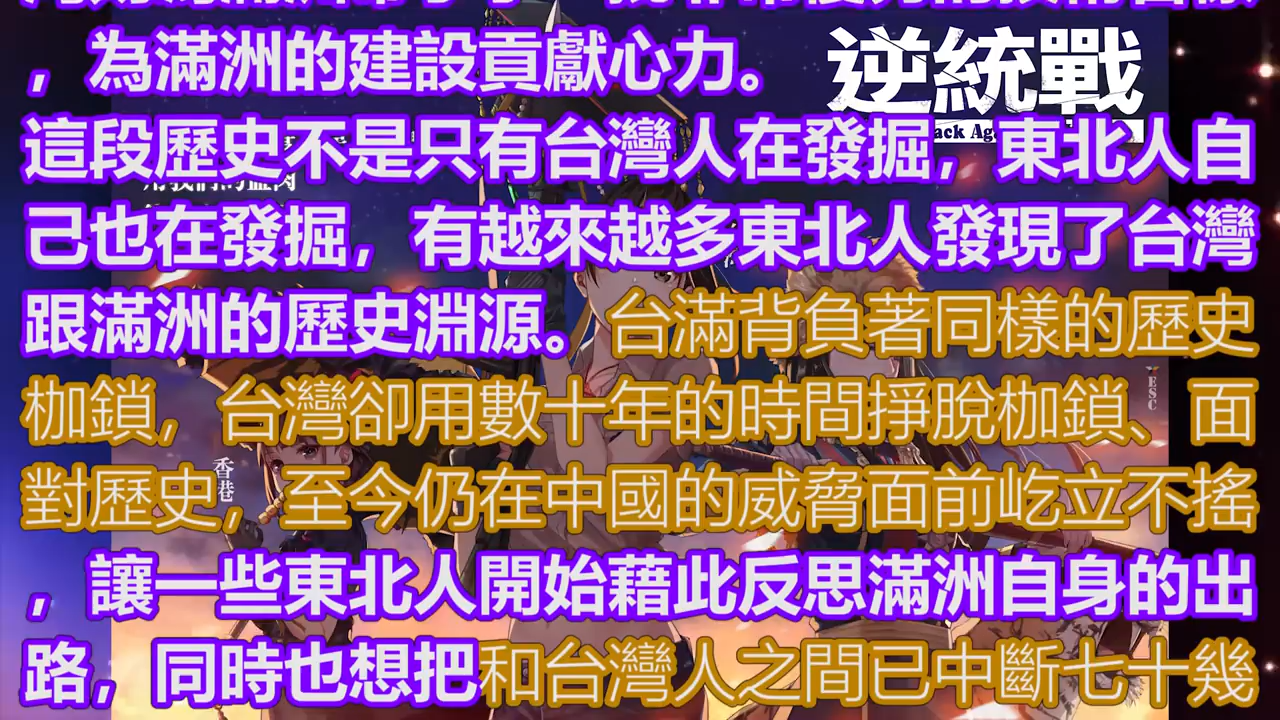 ，為滿洲的建設貢獻心力。
逆統戰
這段歷史不是只有台灣人在發掘，東北人自
己也在發掘，有越來越多東北人發現了台灣
跟滿洲的歷史淵源。台滿背負著同樣的歷史
枷鎖，台灣卻用數十年的時間掙脫枷鎖、面
ESC
對歷史，至今仍在中國的威脅面前屹立不搖
香港
，讓一些東北人開始藉此反思滿洲自身的出
路，同時也想把和台灣人之間已中斷七十幾